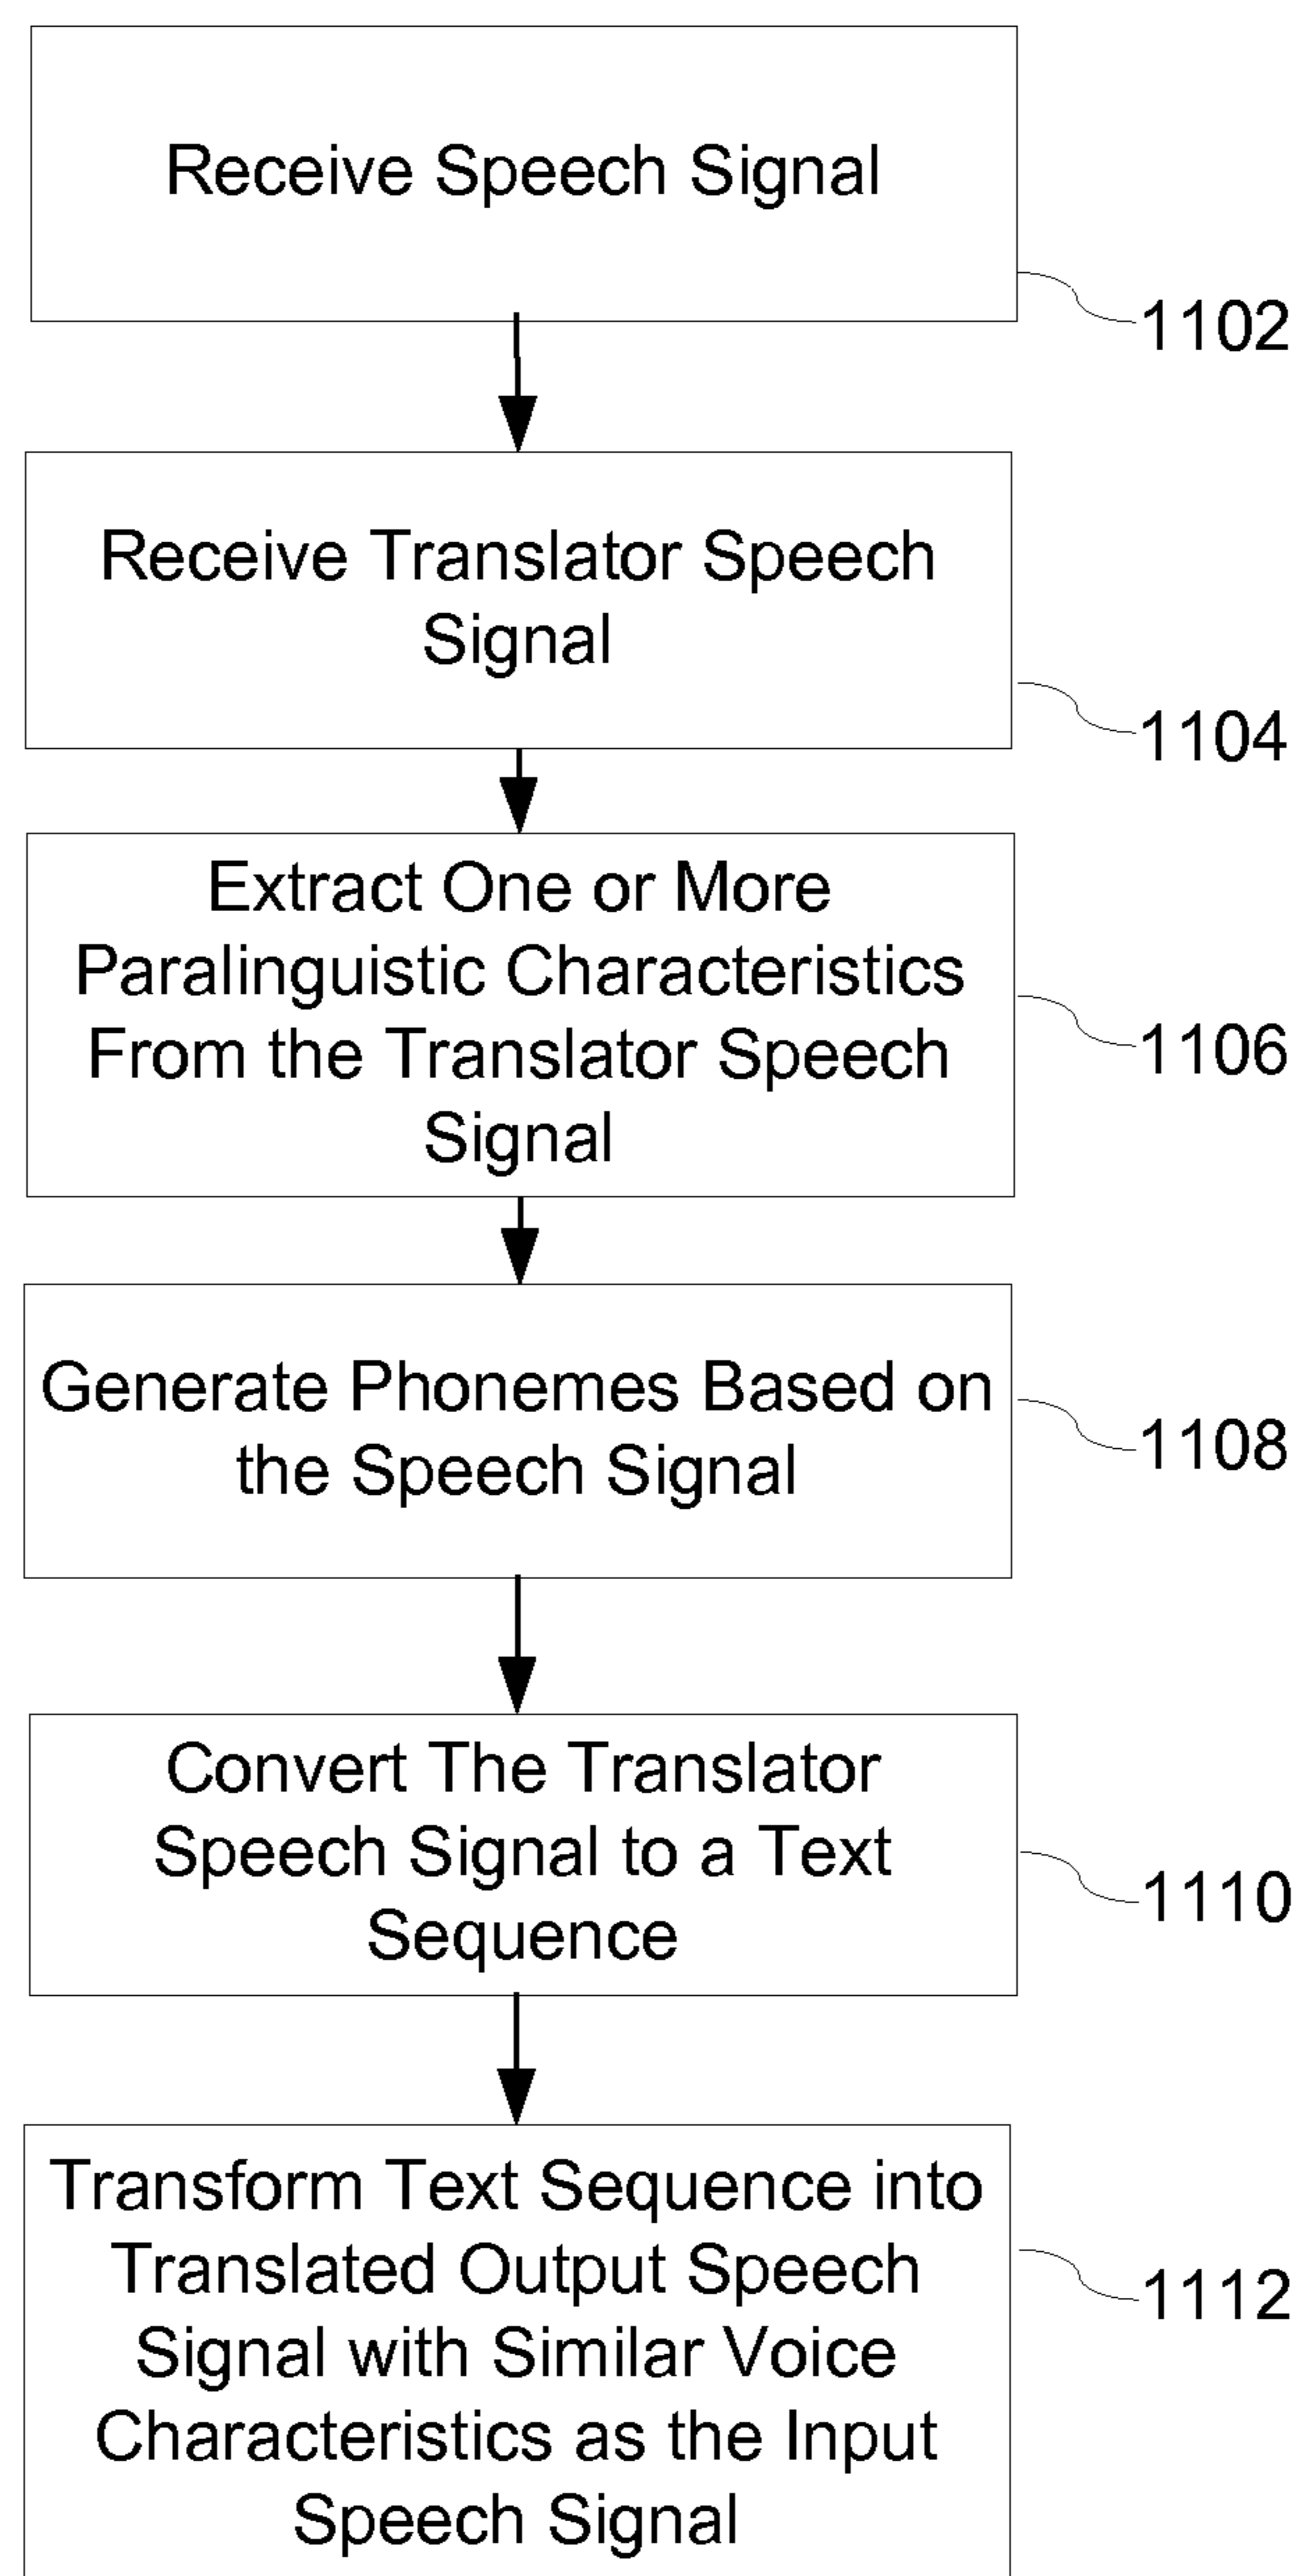 Receive Speech Signal
1102
Receive Translator Speech
Signal
1104
Extract One or More
Paralinguistic Characteristics
From the Translator Speech
Signal
1106
Generate Phonemes Based on
the Speech Signal
1108
Convert The Translator
Speech Signal to a Text
Sequence
1110
Transform Text Sequence into
Translated Output Speech
Signal with Similar Voice
Characteristics as the Input
Speech Signal
1112